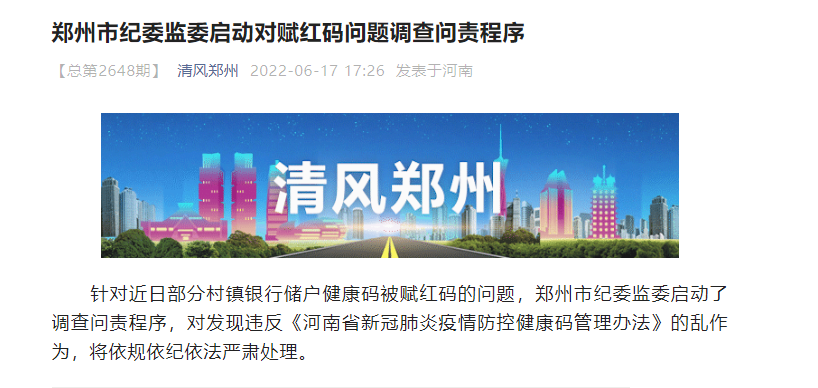 郑州市纪委监委启动对赋红码问题调查问责程序
【总第2648期】 清风郑州 2022-06-17 17:26 发表于河南
清风郑州
针对近日部分村镇银行储户健康码被赋红码的问题，郑州市纪委监委启动了
调查问责程序，对发现违反《河南省新冠肺炎疫情防控健康码管理办法》的乱作
为，将依规依纪依法严肃处理。